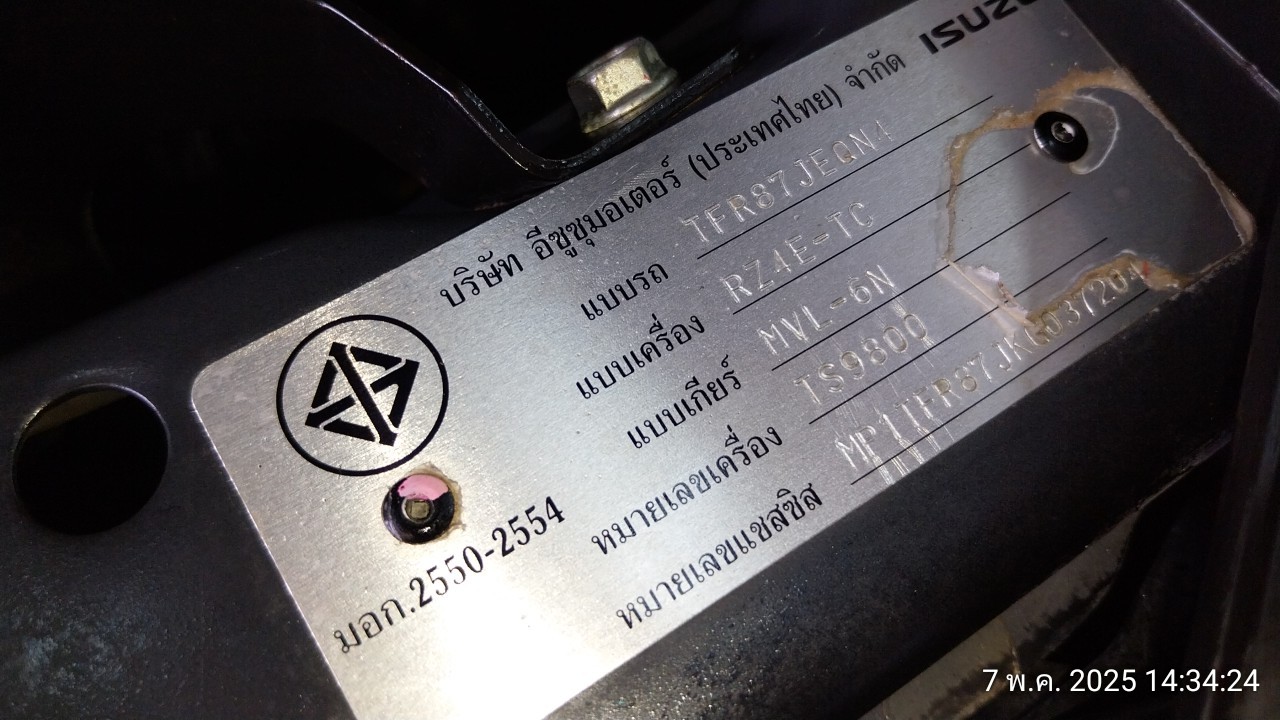 ISUZU
บริษัท อีซูซุมอเตอร์ (ประเทศไทย) จำกัด
แบบรถ TFR87JEQN4
แบบเครื่อง RZ4E-TC
แบบเกียร์ MVL-6N
หมายเลขเครื่อง TS9800
หมายเลขแชสซิส
มอก.2550-2554
7 พ.ค. 2025 14:34:24